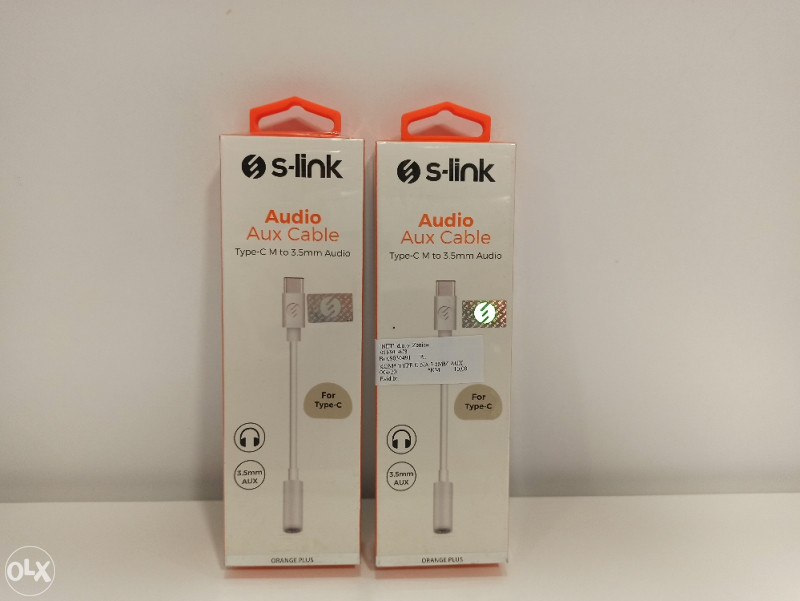 s-link
Audio
Aux Cable
Type-C M to 3.5mm Audio
For
Type-C
3.5mm
AUX
ORANGE PLUS
s-link
Audio
Aux Cable
Type-C M to 3.5mm Audio
AUX
For
Type-C
3.5mm
AUX
ORANGE PLUS
OLX